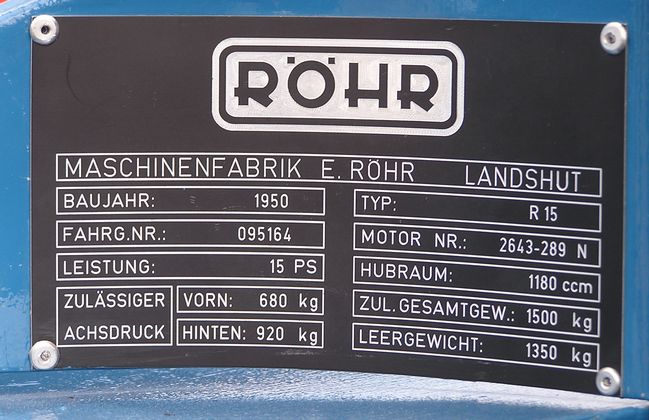 RÖHR
MASCHINENFABRIK E. RÖHR LANDSHUT
BAUJAHR: 1950
FAHRG.NR.: 095164
LEISTUNG: 15 PS
ZULÄSSIGER ACHSDRUCK
VORN: 680 kg
HINTEN: 920 kg
TYP: R 15
MOTOR NR.: 2643-289 N
HUBRAUM: 1180 ccm
ZUL.GESAMTGEW.: 1500 kg
LEERGEWICHT: 1350 kg